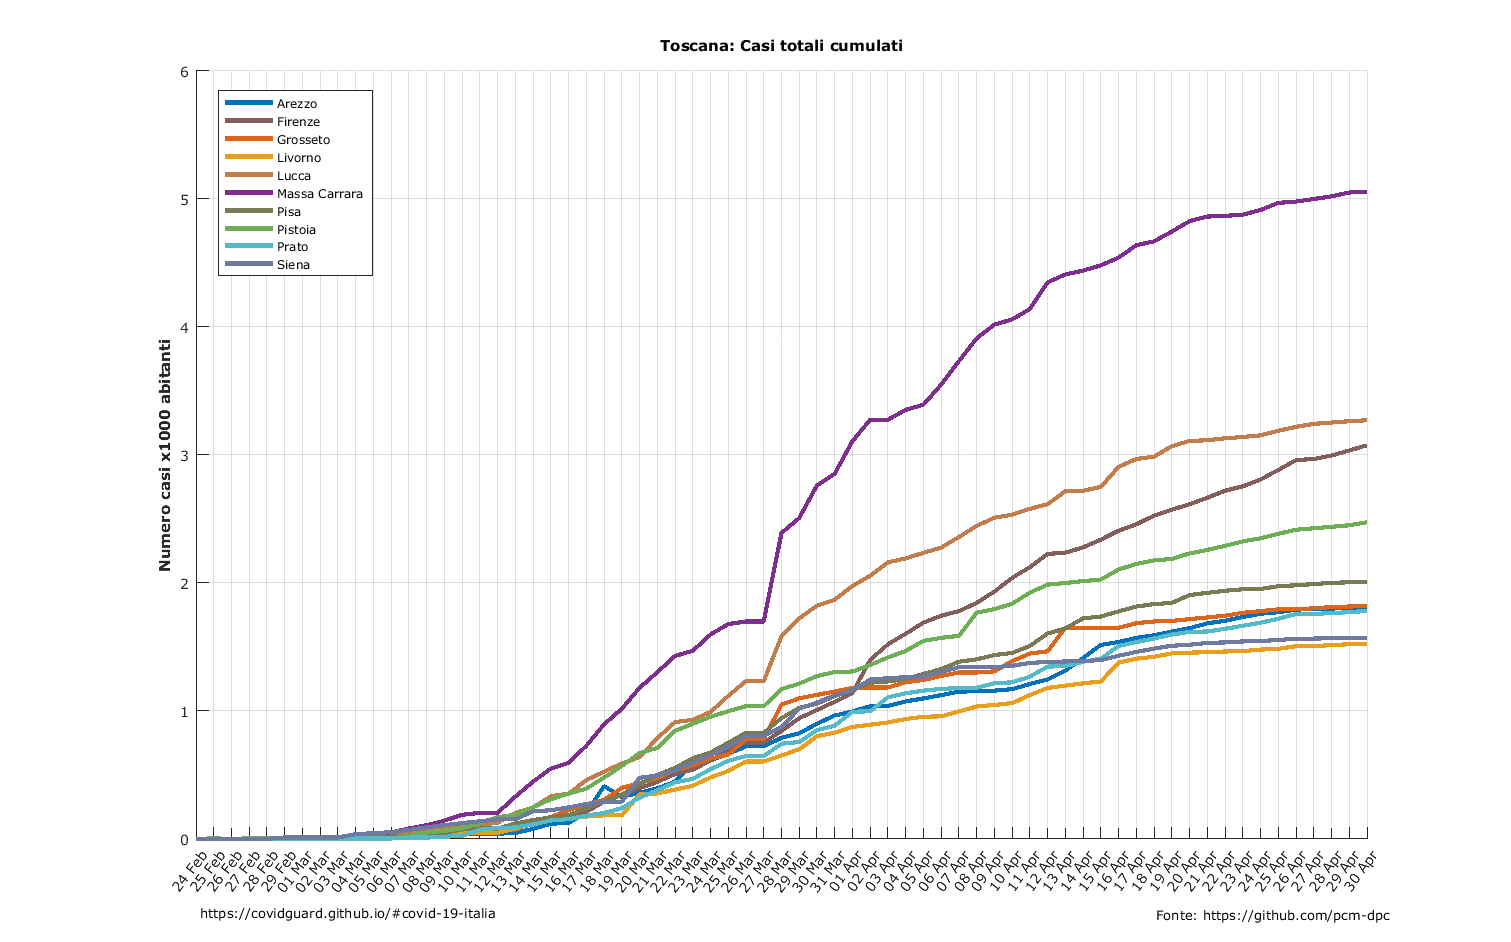 Toscana: Casi totali cumulati
6
5
4
3
2
1
0
Numero casi x1000 abitanti
Arezzo
Firenze
Grosseto
Livorno
Lucca
Massa Carrara
Pisa
Pistoia
Prato
Siena
24 Feb
25 Feb
26 Feb
27 Feb
28 Feb
29 Feb
01 Mar
02 Mar
03 Mar
04 Mar
05 Mar
06 Mar
07 Mar
08 Mar
09 Mar
10 Mar
11 Mar
12 Mar
13 Mar
14 Mar
15 Mar
16 Mar
17 Mar
18 Mar
19 Mar
20 Mar
21 Mar
22 Mar
23 Mar
24 Mar
25 Mar
26 Mar
27 Mar
28 Mar
29 Mar
30 Mar
31 Mar
01 Apr
02 Apr
03 Apr
04 Apr
05 Apr
06 Apr
07 Apr
08 Apr
09 Apr
10 Apr
11 Apr
12 Apr
13 Apr
14 Apr
15 Apr
16 Apr
17 Apr
18 Apr
19 Apr
20 Apr
21 Apr
22 Apr
23 Apr
24 Apr
25 Apr
26 Apr
27 Apr
28 Apr
29 Apr
30 Apr
https://covidguard.github.io/#covid-19-italia
Fonte: https://github.com/pcm-dpc